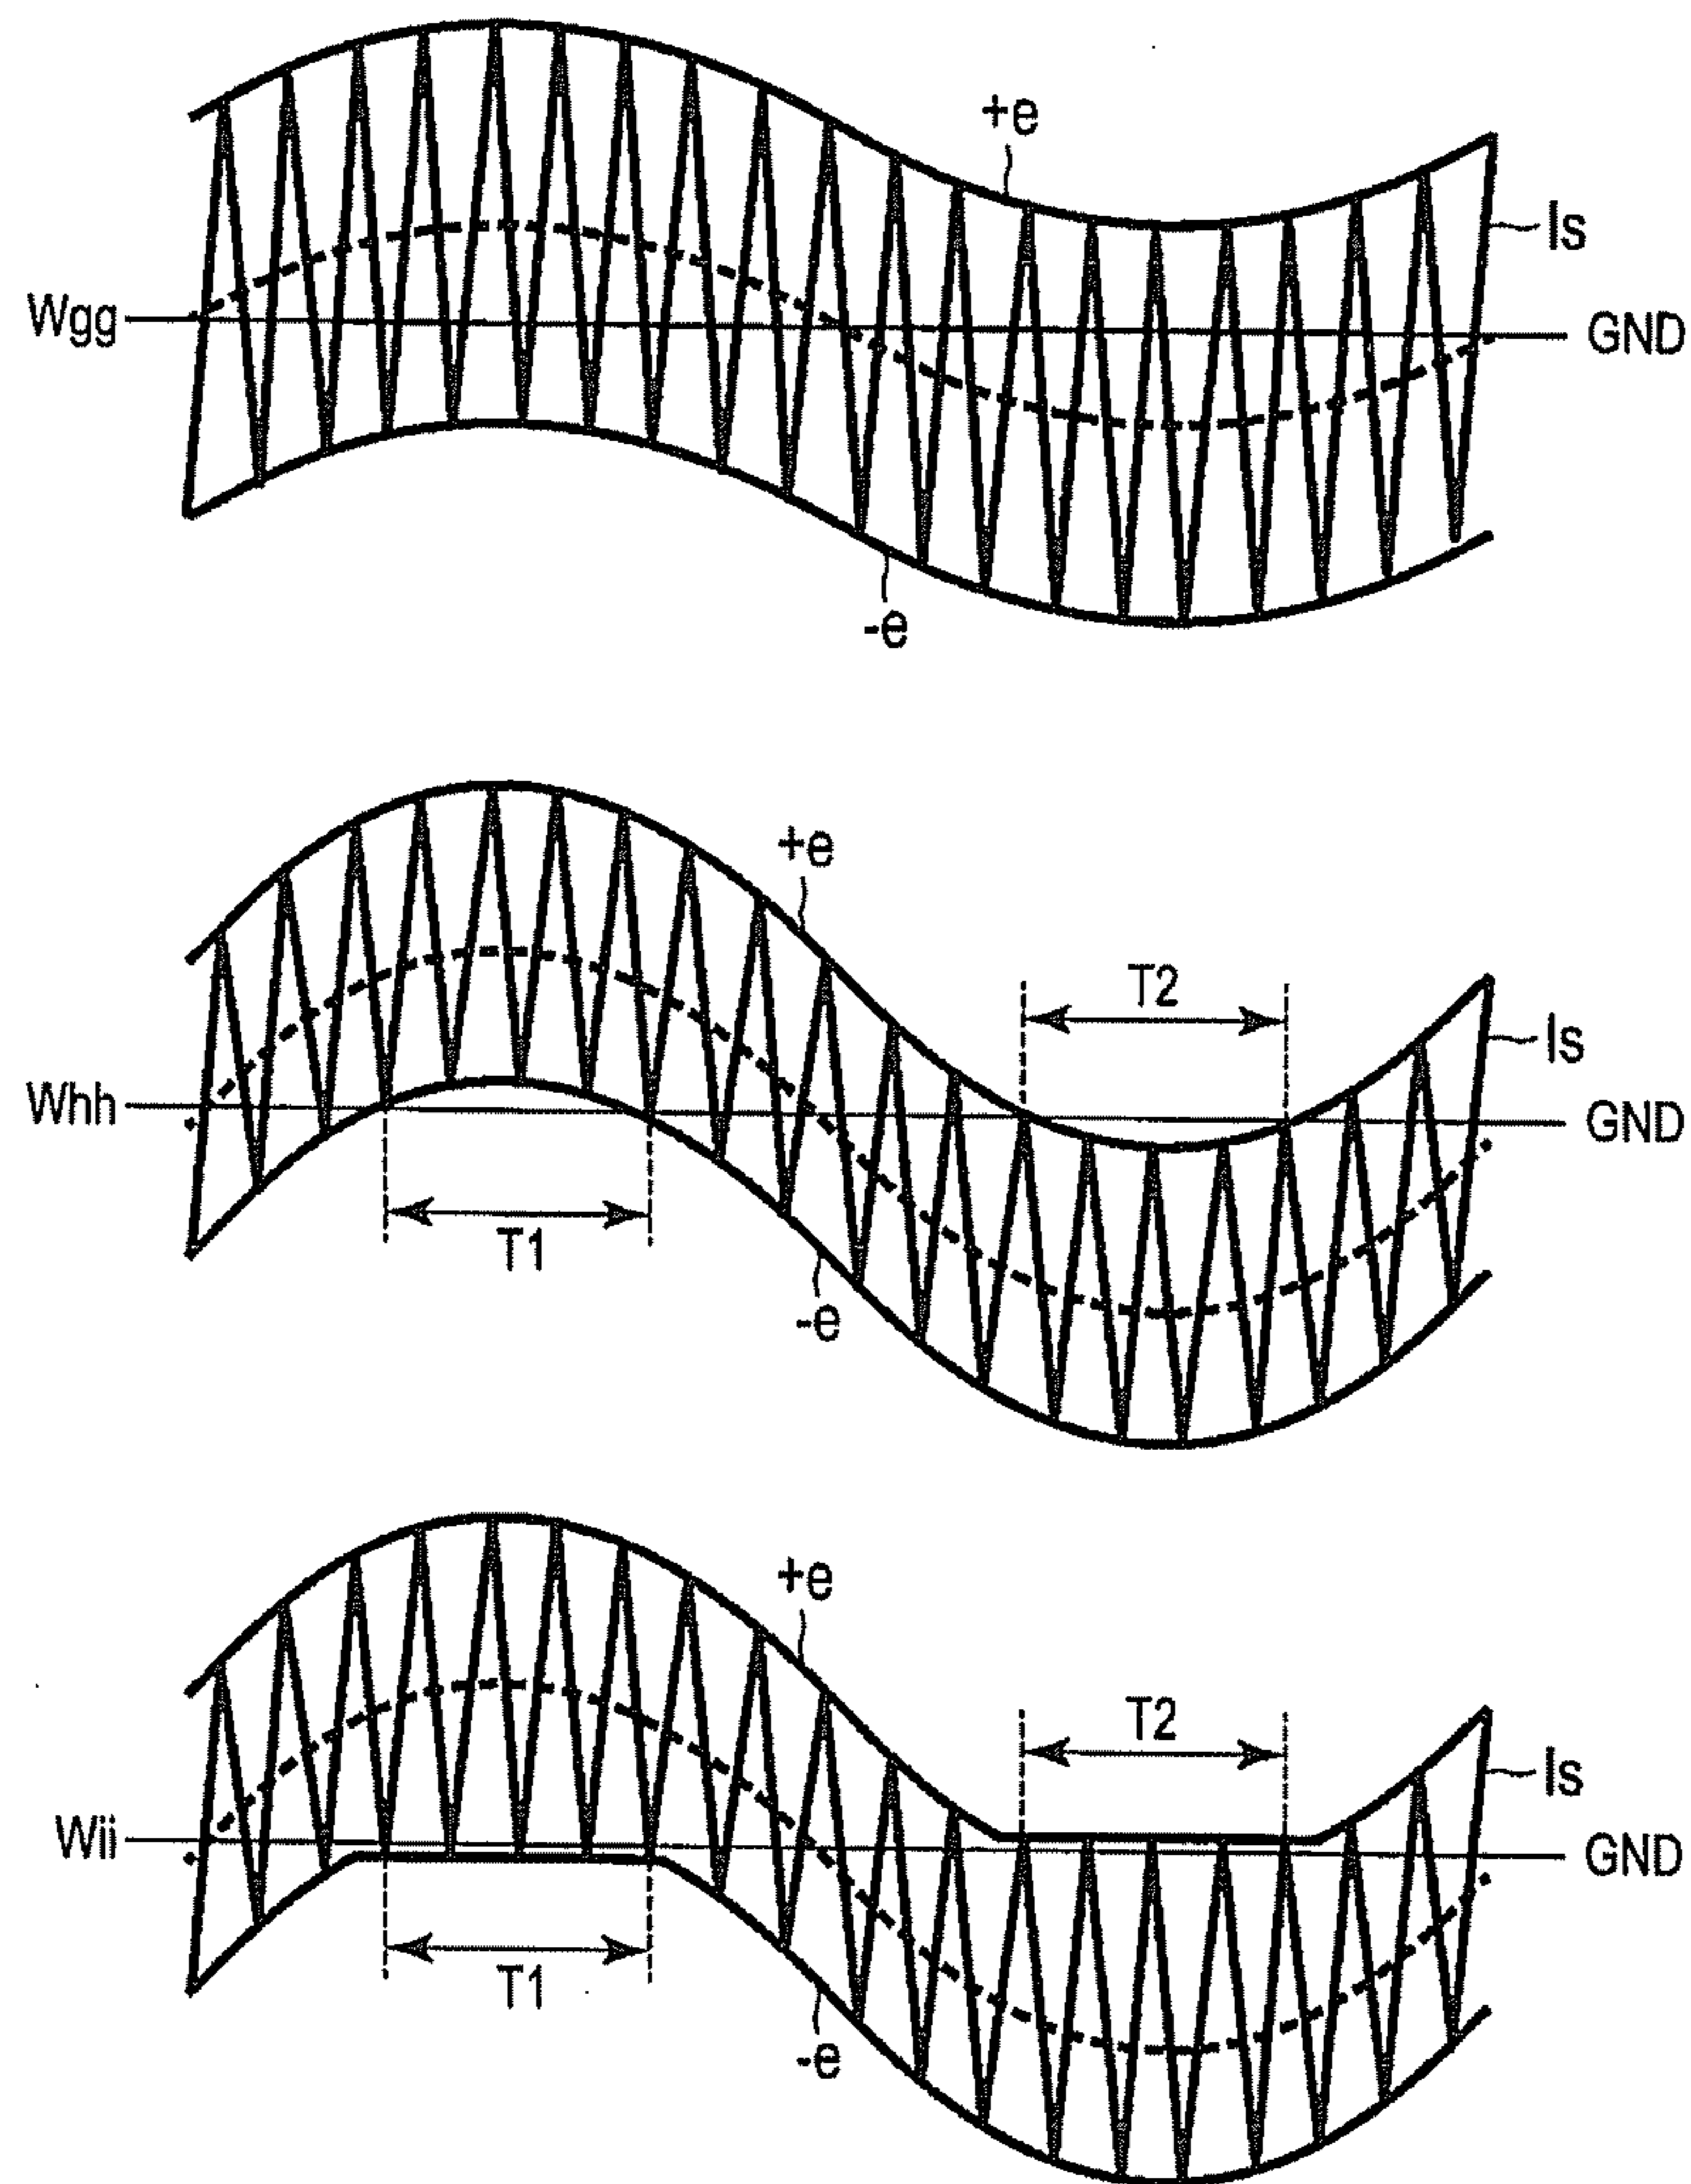 +e
Is
Wgg
GND
-e
+e
T2
Is
Whh
GND
T1
-e
+e
T2
Is
Wii
GND
T1
-e